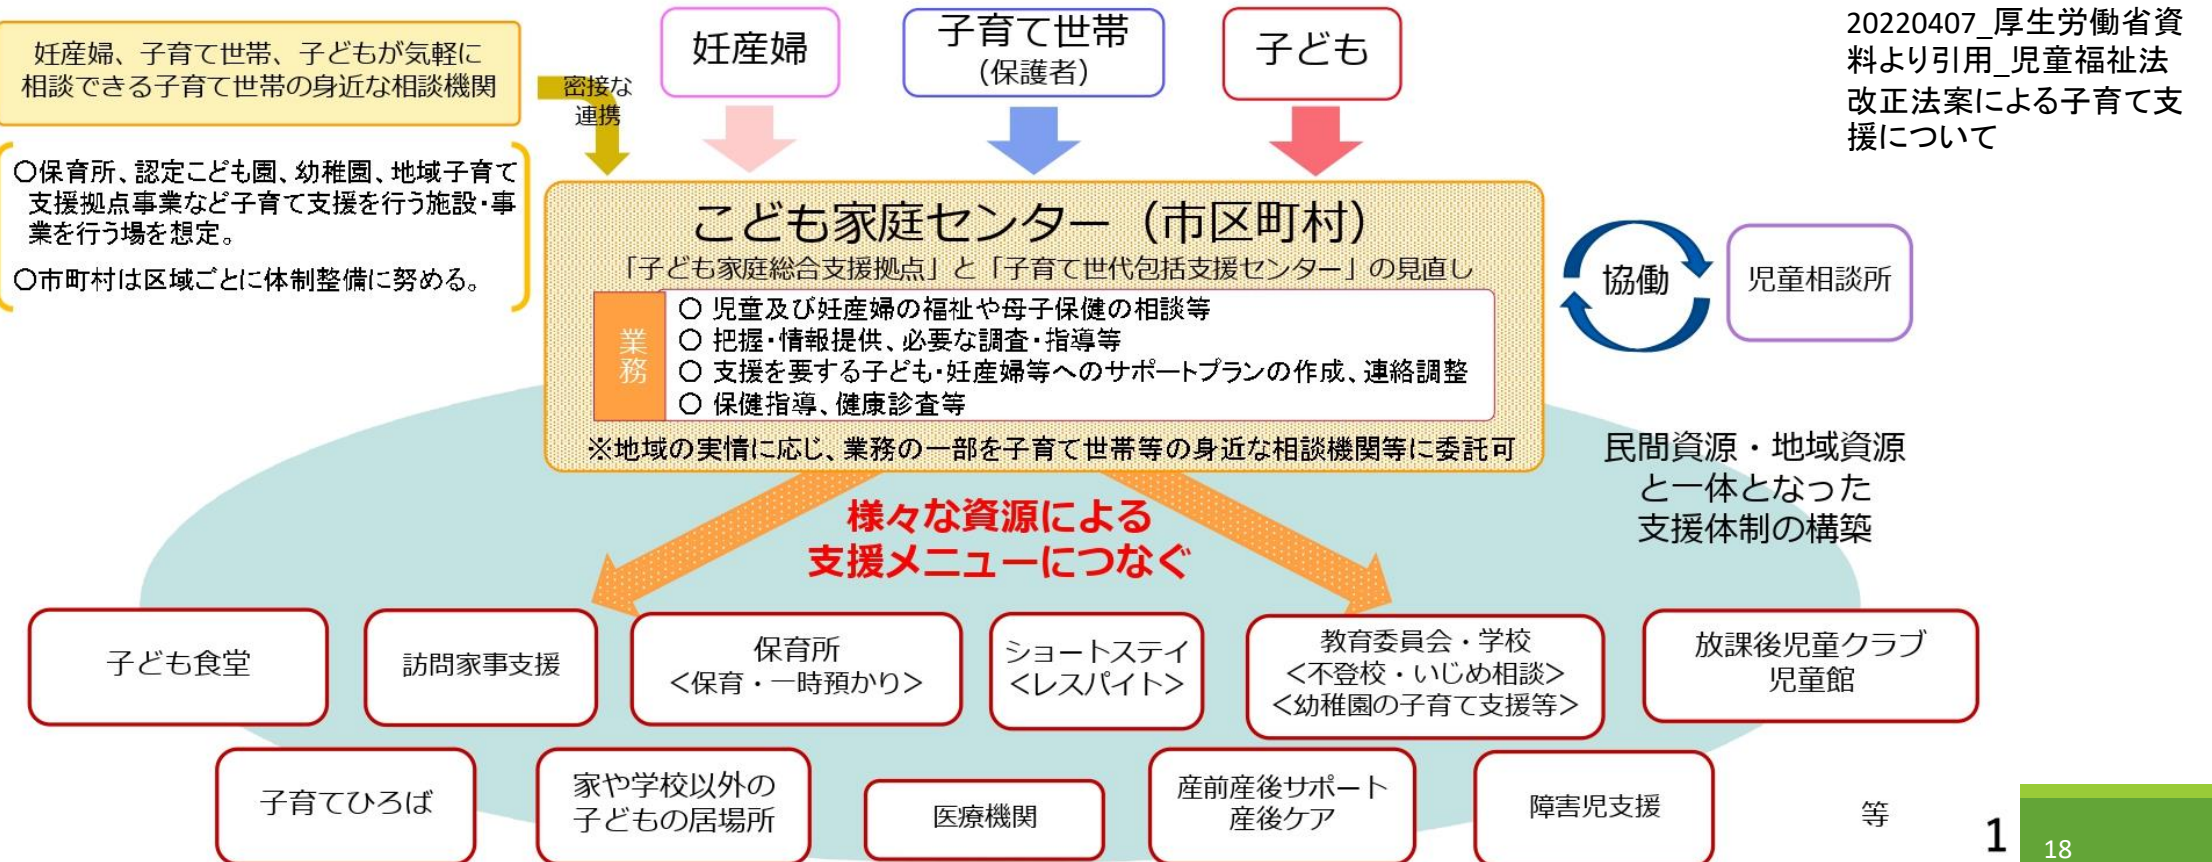 20220407_厚生労働省資
料より引用_児童福祉法
改正法案による子育て支
援について
妊産婦、子育て世帯、子どもが気軽に
相談できる子育て世帯の身近な相談機関
密接な
連携
妊産婦
子育て世帯
(保護者)
子ども
〇保育所、認定こども園、幼稚園、地域子育て
支援拠点事業など子育て支援を行う施設・事
業を行う場を想定。
〇市町村は区域ごとに体制整備に努める。
こども家庭センター（市区町村）
「子ども家庭総合支援拠点」と「子育て世代包括支援センター」の見直し
業務
〇 児童及び妊産婦の福祉や母子保健の相談等
〇 把握・情報提供、必要な調査・指導等
〇 支援を要する子ども・妊産婦等へのサポートプランの作成、連絡調整
〇 保健指導、健康診査等
※地域の実情に応じ、業務の一部を子育て世帯等の身近な相談機関等に委託可
協働
児童相談所
民間資源・地域資源
と一体となった
支援体制の構築
様々な資源による
支援メニューにつなぐ
子ども食堂
訪問家事支援
保育所
<保育・一時預かり>
ショートステイ
<レスパイト>
教育委員会・学校
<不登校・いじめ相談>
<幼稚園の子育て支援等>
放課後児童クラブ
児童館
子育てひろば
家や学校以外の
子どもの居場所
医療機関
産前産後サポート
産後ケア
障害児支援
等
1
18